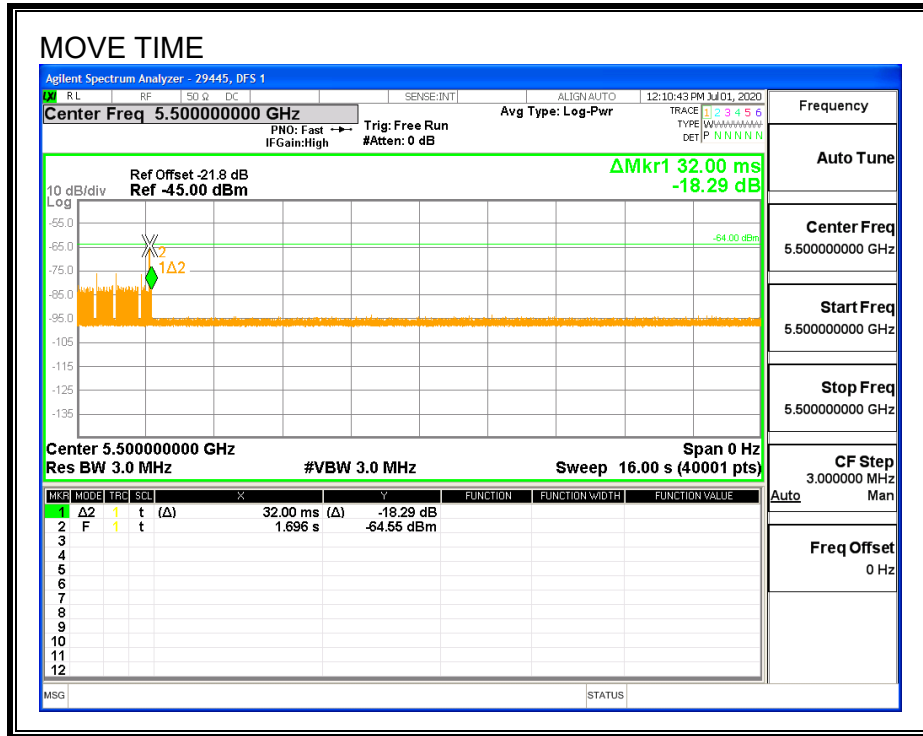 MOVE TIME
Agilent Spectrum Analyzer - 29445, DFS 1
LXI RL RF 50 Ω DC SENSE:INT ALIGN AUTO 12:10:43 PM Jul 01, 2020
Center Freq 5.500000000 GHz
PNO: Fast
IFGain:High
Trig: Free Run
#Atten: 0 dB
Avg Type: Log-Pwr
TRACE 1 2 3 4 5 6
TYPE WWWWWW
DET P N N N N N
ΔMkr1 32.00 ms
-18.29 dB
Ref Offset -21.8 dB
10 dB/div Ref -45.00 dBm
Log
-55.0
-65.0
-75.0
-85.0
-95.0
-105
-115
-125
-135
-64.00 dBm
2
1Δ2
Center 5.500000000 GHz Span 0 Hz
Res BW 3.0 MHz #VBW 3.0 MHz Sweep 16.00 s (40001 pts)
MKR MODE TRC SCL X Y FUNCTION FUNCTION WIDTH FUNCTION VALUE
1 Δ2 1 t (Δ) 32.00 ms (Δ) -18.29 dB
2 F 1 t 1.696 s -64.55 dBm
3
4
5
6
7
8
9
10
11
12
MSG STATUS
Frequency
Auto Tune
Center Freq
5.500000000 GHz
Start Freq
5.500000000 GHz
Stop Freq
5.500000000 GHz
CF Step
3.000000 MHz
Auto Man
Freq Offset
0 Hz